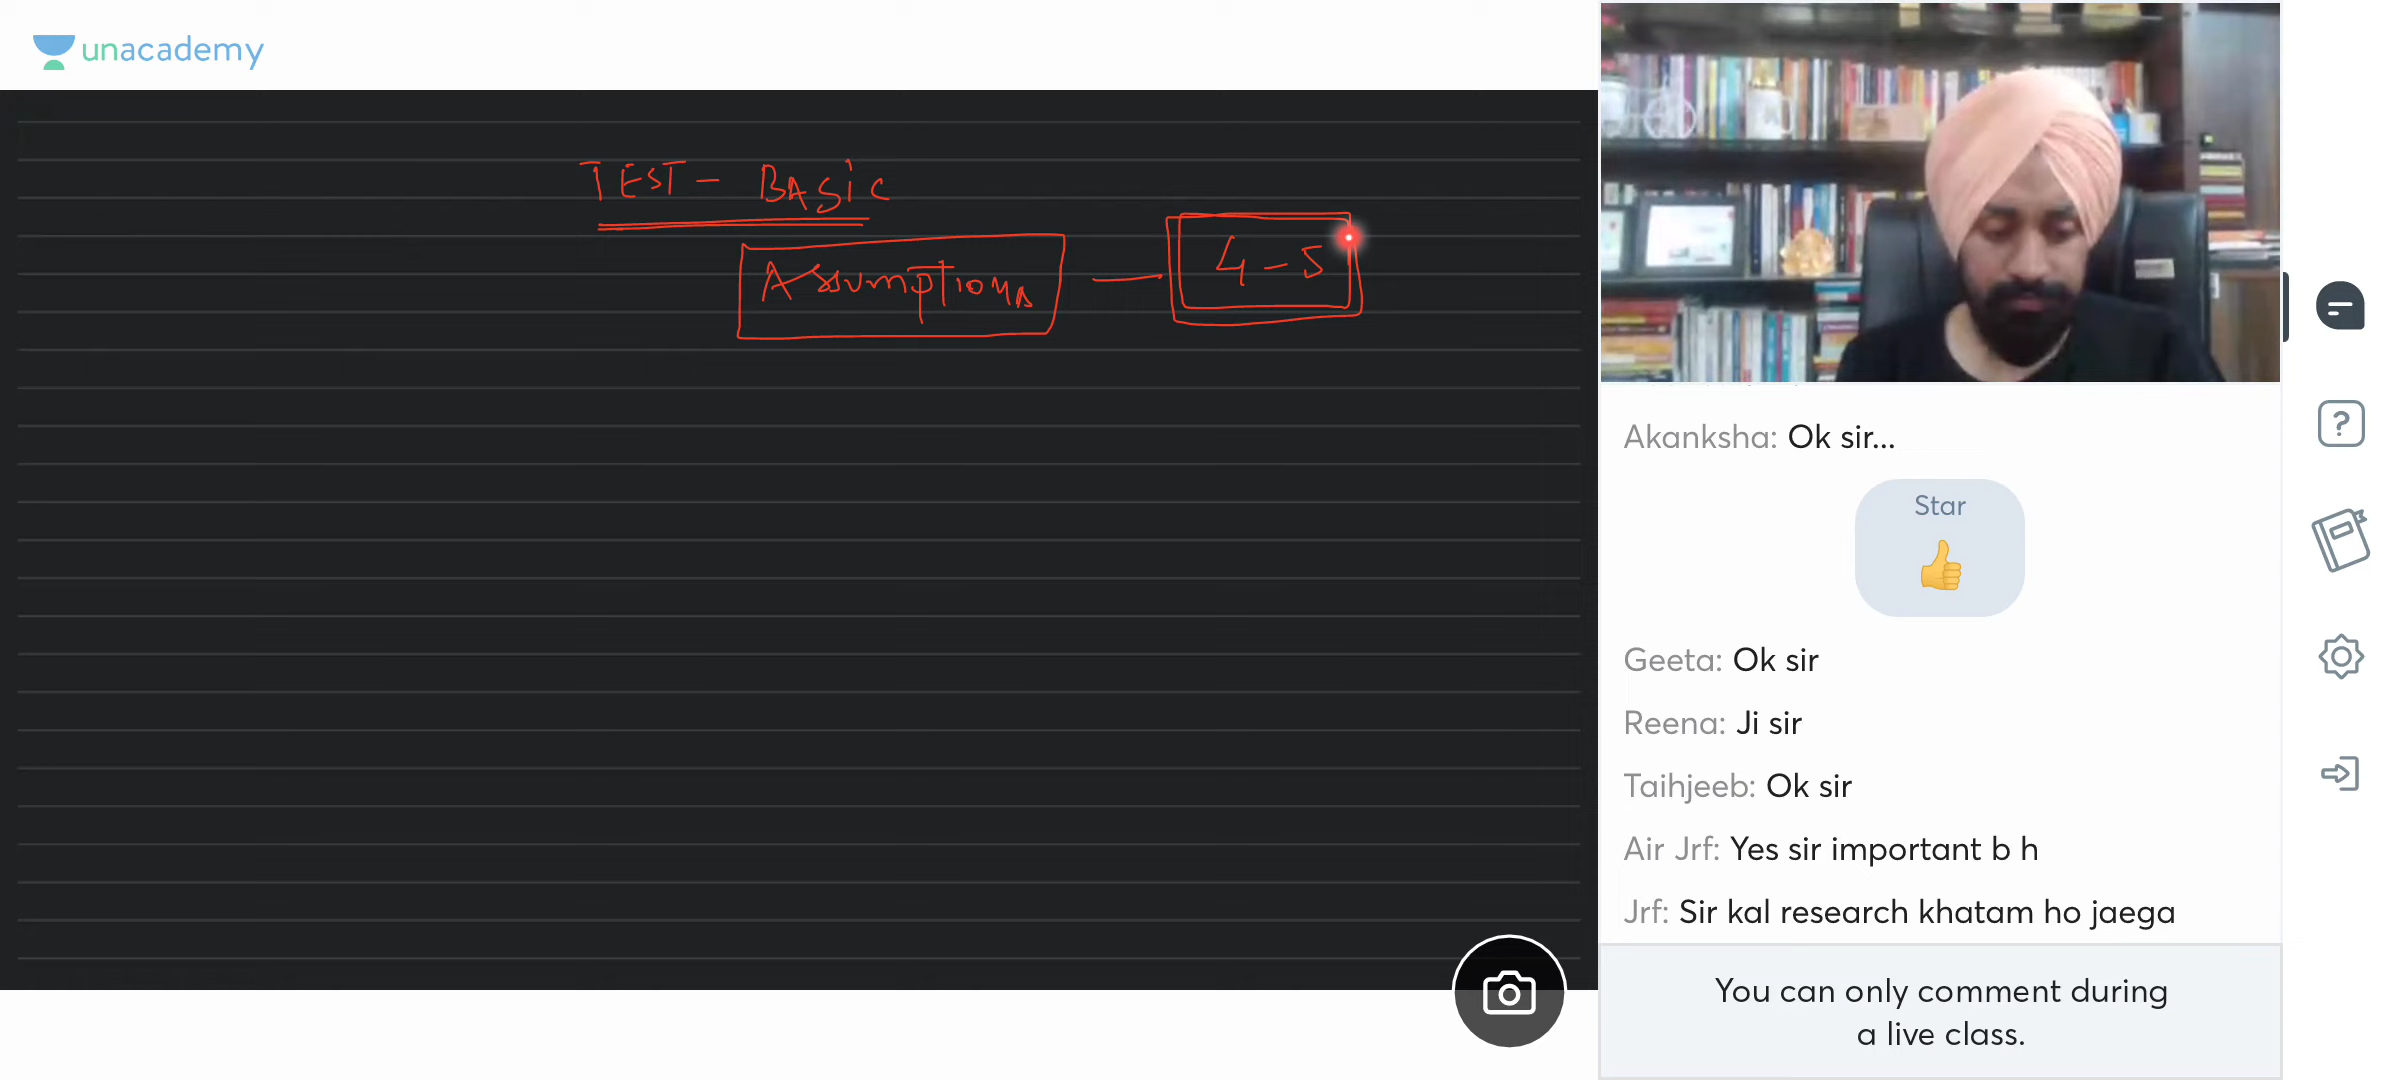 unacademy
TEST - BASiC
Assumptions — 4 - 5
Akanksha: Ok sir...
Star
👍
Geeta: Ok sir
Reena: Ji sir
Taihjeeb: Ok sir
Air Jrf: Yes sir important b h
Jrf: Sir kal research khatam ho jaega
You can only comment during
a live class.
?